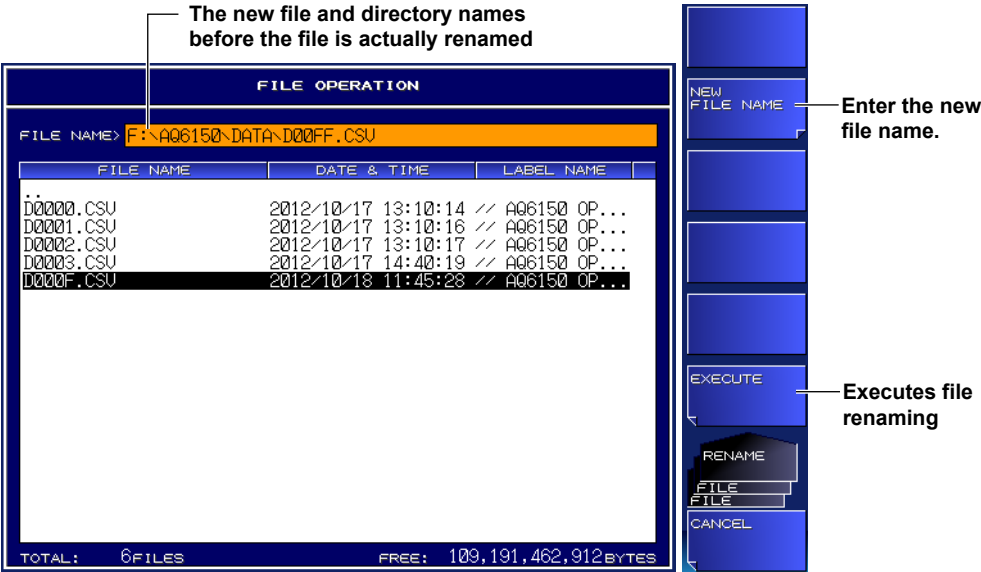 The new file and directory names
before the file is actually renamed
FILE OPERATION
FILE NAME> F:\AQ6150\DATA\D00FF.CSV
FILE NAME DATE & TIME LABEL NAME
..
D0000.CSV 2012/10/17 13:10:14 // AQ6150 OP...
D0001.CSV 2012/10/17 13:10:16 // AQ6150 OP...
D0002.CSV 2012/10/17 13:10:17 // AQ6150 OP...
D0003.CSV 2012/10/17 14:40:19 // AQ6150 OP...
D000F.CSV 2012/10/18 11:45:28 // AQ6150 OP...
TOTAL: 6FILES FREE: 109,191,462,912BYTES
NEW
FILE NAME
Enter the new
file name.
EXECUTE
Executes file
renaming
RENAME
FILE
FILE
CANCEL